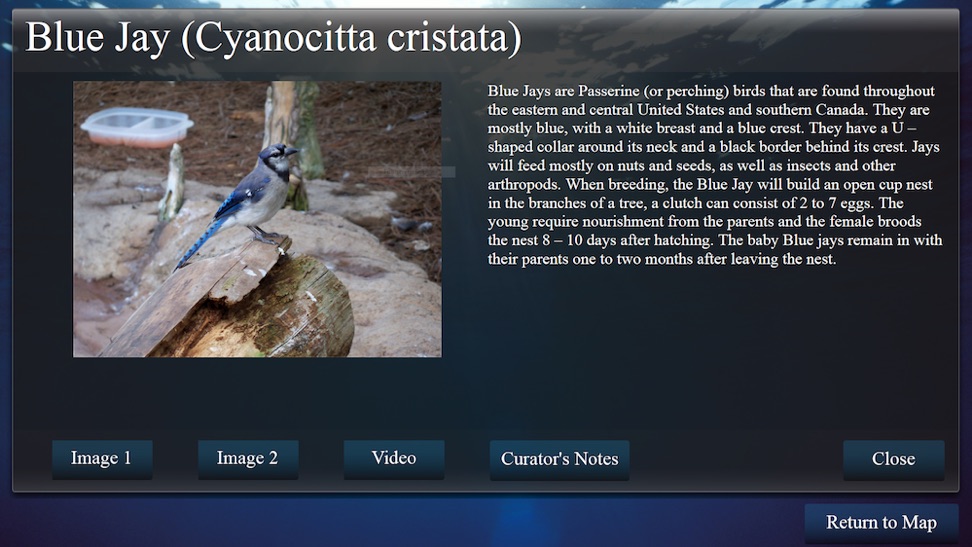 Blue Jay (Cyanocitta cristata)
Blue Jays are Passerine (or perching) birds that are found throughout
the eastern and central United States and southern Canada. They are
mostly blue, with a white breast and a blue crest. They have a U –
shaped collar around its neck and a black border behind its crest. Jays
will feed mostly on nuts and seeds, as well as insects and other
arthropods. When breeding, the Blue Jay will build an open cup nest
in the branches of a tree, a clutch can consist of 2 to 7 eggs. The
young require nourishment from the parents and the female broods
the nest 8 – 10 days after hatching. The baby Blue jays remain in with
their parents one to two months after leaving the nest.
Image 1
Image 2
Video
Curator's Notes
Close
Return to Map